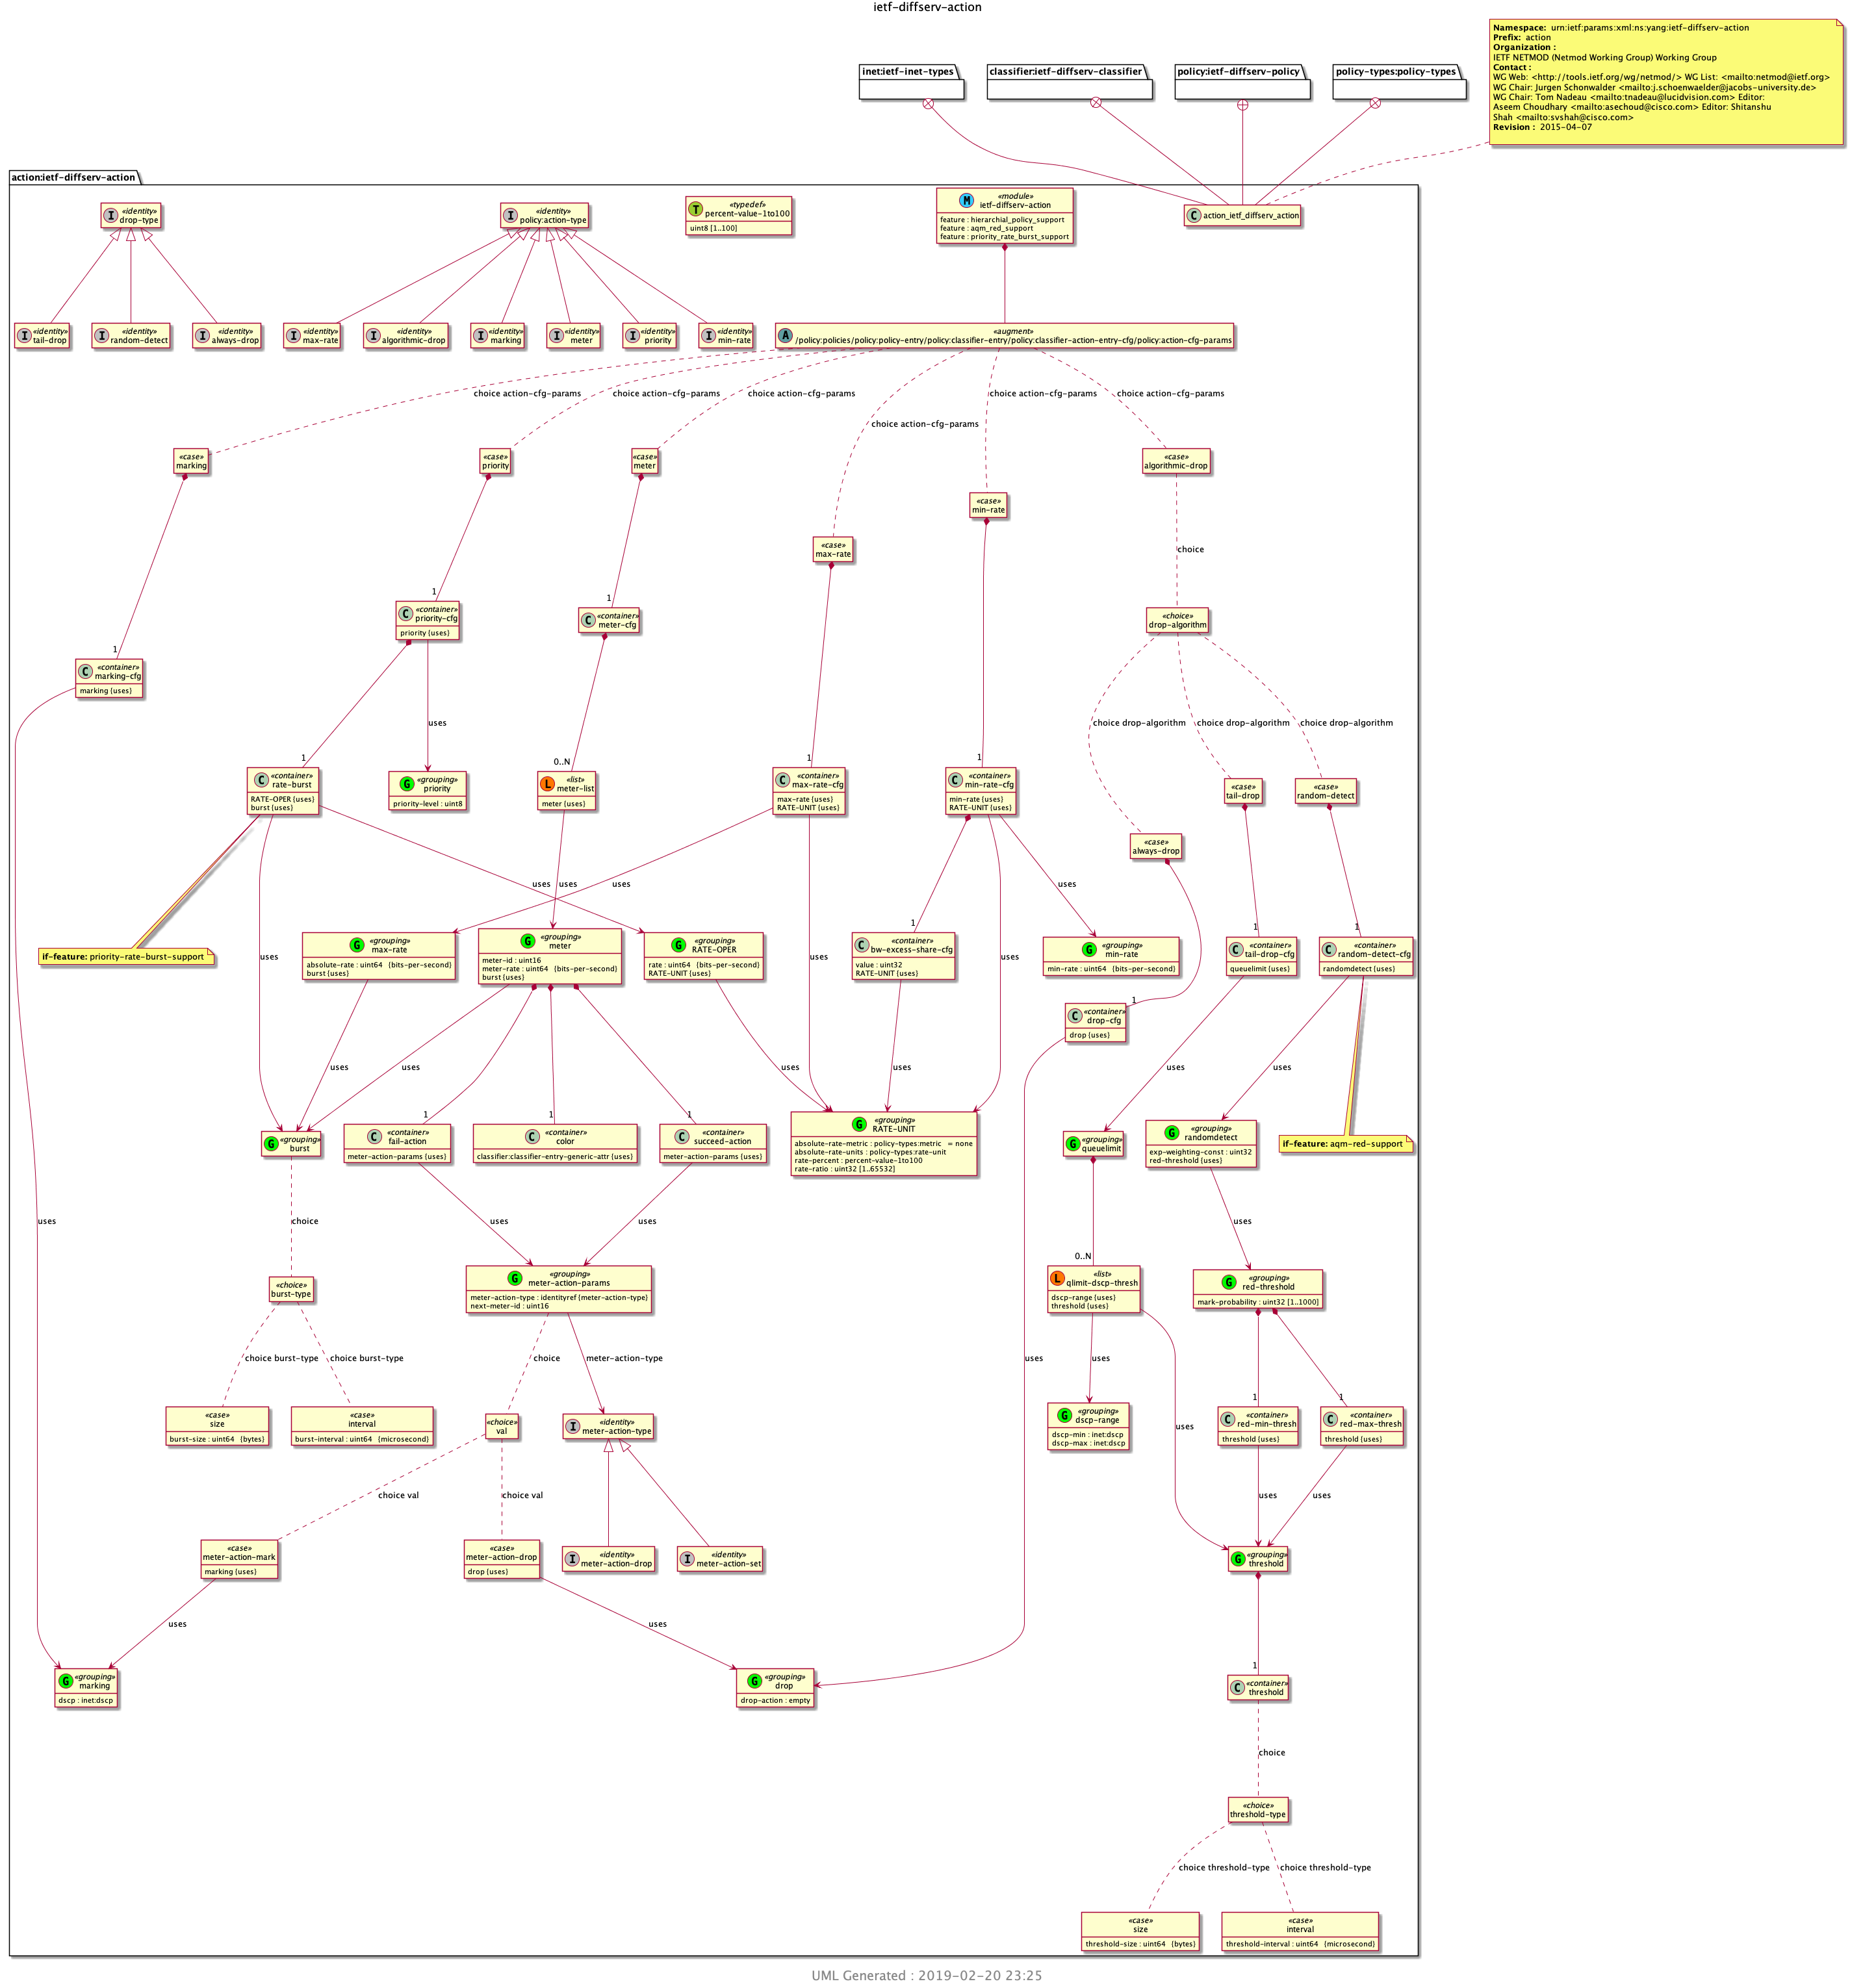 ietf-diffserv-action
Namespace: urn:ietf:params:xml:ns:yang:ietf-diffserv-action
Prefix: action
Organization :
IETF NETMOD (Netmod Working Group) Working Group
Contact :
WG Web: <http://tools.ietf.org/wg/netmod/> WG List: <mailto:netmod@ietf.org>
WG Chair: Jurgen Schonwalder <mailto:j.schoenwaelder@jacobs-university.de>
WG Chair: Tom Nadeau <mailto:tnadeau@lucidvision.com> Editor:
Aseem Choudhary <mailto:asechoud@cisco.com> Editor: Shitanshu
Shah <mailto:svshah@cisco.com>
Revision : 2015-04-07
inet:ietf-inet-types
classifier:ietf-diffserv-classifier
policy:ietf-diffserv-policy
policy-types:policy-types
action:ietf-diffserv-action
I «identity»
drop-type
I «identity»
policy:action-type
T «typedef»
percent-value-1to100
uint8 [1..100]
M «module»
ietf-diffserv-action
feature : hierarchial_policy_support
feature : aqm_red_support
feature : priority_rate_burst_support
C action_ietf_diffserv_action
I «identity»
tail-drop
I «identity»
random-detect
I «identity»
always-drop
I «identity»
max-rate
I «identity»
algorithmic-drop
I «identity»
marking
I «identity»
meter
I «identity»
priority
I «identity»
min-rate
A «augment»
/policy:policies/policy:policy-entry/policy:classifier-entry/policy:classifier-action-entry-cfg/policy:action-cfg-params
choice action-cfg-params
choice action-cfg-params
choice action-cfg-params
choice action-cfg-params
choice action-cfg-params
choice action-cfg-params
«case»
marking
«case»
priority
«case»
meter
«case»
algorithmic-drop
«case»
min-rate
«case»
max-rate
choice
1
C «container»
priority-cfg
priority {uses}
1
C «container»
meter-cfg
«choice»
drop-algorithm
1
C «container»
marking-cfg
marking {uses}
uses
choice drop-algorithm
choice drop-algorithm
choice drop-algorithm
1
C «container»
rate-burst
RATE-OPER {uses}
burst {uses}
G «grouping»
priority
priority-level : uint8
0..N
L «list»
meter-list
meter {uses}
1
C «container»
max-rate-cfg
max-rate {uses}
RATE-UNIT {uses}
1
C «container»
min-rate-cfg
min-rate {uses}
RATE-UNIT {uses}
«case»
tail-drop
«case»
random-detect
«case»
always-drop
uses
uses
uses
uses
if-feature: priority-rate-burst-support
uses
G «grouping»
max-rate
absolute-rate : uint64 {bits-per-second}
burst {uses}
G «grouping»
meter
meter-id : uint16
meter-rate : uint64 {bits-per-second}
burst {uses}
G «grouping»
RATE-OPER
rate : uint64 {bits-per-second}
RATE-UNIT {uses}
uses
1
C «container»
bw-excess-share-cfg
value : uint32
RATE-UNIT {uses}
uses
G «grouping»
min-rate
min-rate : uint64 {bits-per-second}
1
C «container»
tail-drop-cfg
queuelimit {uses}
1
C «container»
random-detect-cfg
randomdetect {uses}
1
C «container»
drop-cfg
drop {uses}
uses
uses
uses
uses
uses
uses
G «grouping»
burst
1
C «container»
fail-action
meter-action-params {uses}
1
C «container»
color
classifier:classifier-entry-generic-attr {uses}
1
C «container»
succeed-action
meter-action-params {uses}
G «grouping»
RATE-UNIT
absolute-rate-metric : policy-types:metric = none
absolute-rate-units : policy-types:rate-unit
rate-percent : percent-value-1to100
rate-ratio : uint32 [1..65532]
G «grouping»
queuelimit
G «grouping»
randomdetect
exp-weighting-const : uint32
red-threshold {uses}
if-feature: aqm-red-support
uses
choice
uses
uses
uses
0..N
L «list»
qlimit-dscp-thresh
dscp-range {uses}
threshold {uses}
G «grouping»
red-threshold
mark-probability : uint32 [1..1000]
«choice»
burst-type
G «grouping»
meter-action-params
meter-action-type : identityref {meter-action-type}
next-meter-id : uint16
choice burst-type
choice burst-type
choice
meter-action-type
uses
uses
«case»
size
burst-size : uint64 {bytes}
«case»
interval
burst-interval : uint64 {microsecond}
«choice»
val
I «identity»
meter-action-type
G «grouping»
dscp-range
dscp-min : inet:dscp
dscp-max : inet:dscp
1
C «container»
red-min-thresh
threshold {uses}
1
C «container»
red-max-thresh
threshold {uses}
uses
choice val
choice val
uses
uses
«case»
meter-action-mark
marking {uses}
«case»
meter-action-drop
drop {uses}
I «identity»
meter-action-drop
I «identity»
meter-action-set
G «grouping»
threshold
uses
uses
G «grouping»
marking
dscp : inet:dscp
G «grouping»
drop
drop-action : empty
1
C «container»
threshold
choice
«choice»
threshold-type
choice threshold-type
choice threshold-type
«case»
size
threshold-size : uint64 {bytes}
«case»
interval
threshold-interval : uint64 {microsecond}
UML Generated : 2019-02-20 23:25